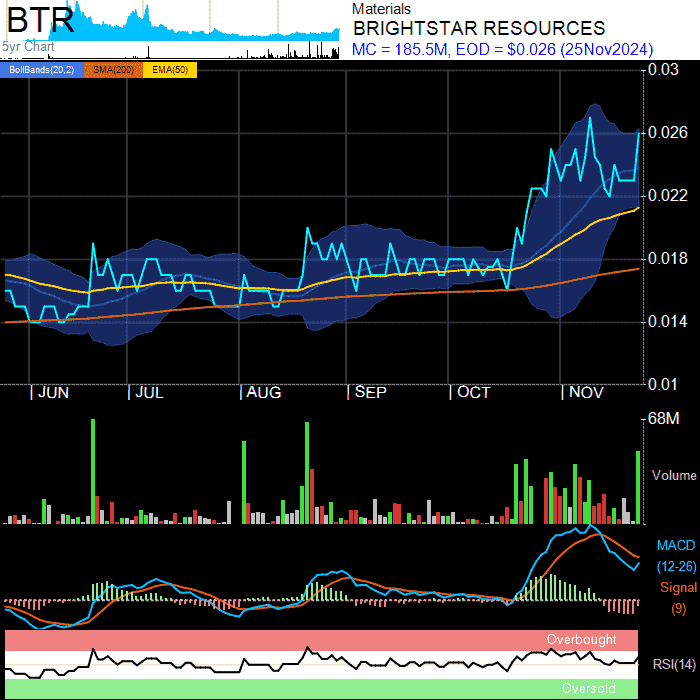 BTR
5yr Chart
Materials
BRIGHTSTAR RESOURCES
MC = 185.5M, EOD = $0.026 (25Nov2024)
BollBands(20,2) SMA(200) EMA(50)
0.03
0.026
0.022
0.018
0.014
0.01
| JUN | JUL | AUG | SEP | OCT | NOV
68M
Volume
MACD
(12-26)
Signal
(9)
Overbought
RSI(14)
Oversold